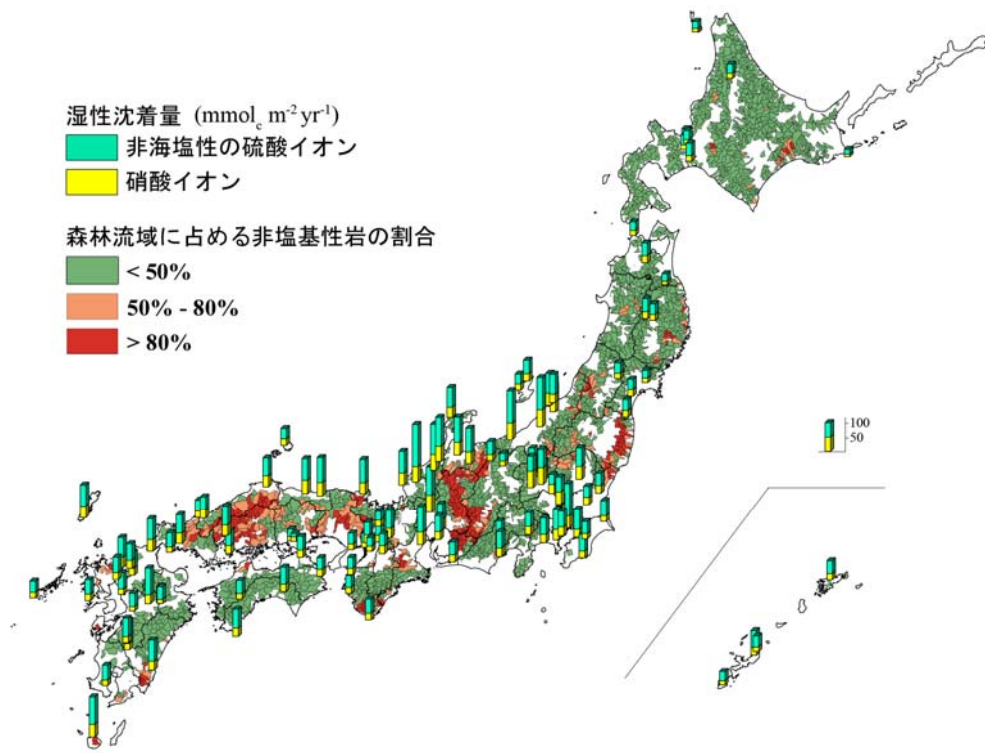 湿性沈着量 (mmolc m-2 yr-1)
非海塩性の硫酸イオン
硝酸イオン
森林流域に占める非塩基性岩の割合
< 50%
50% - 80%
> 80%
100
50